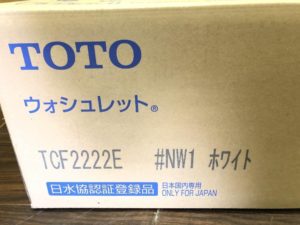 TOTO
ウォシュレット®
TCF2222E #NW1 ホワイト
日水協認証登録品 日本国内専用
ONLY FOR JAPAN